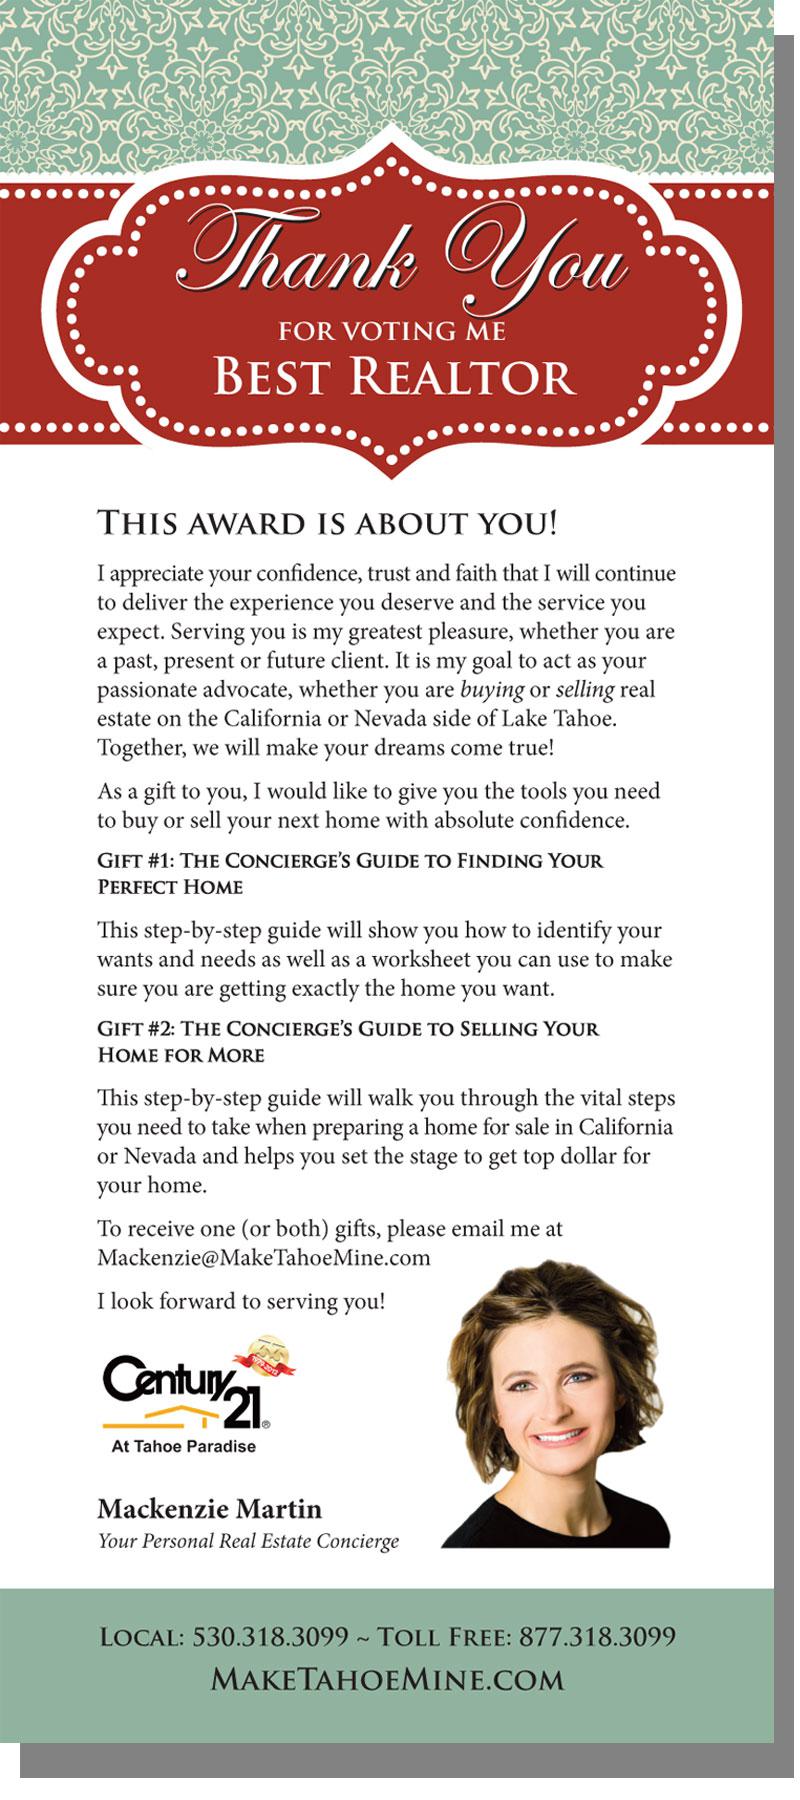 Thank You
FOR VOTING ME
BEST REALTOR
THIS AWARD IS ABOUT YOU!
I appreciate your confidence, trust and faith that I will continue
to deliver the experience you deserve and the service you
expect. Serving you is my greatest pleasure, whether you are
a past, present or future client. It is my goal to act as your
passionate advocate, whether you are buying or selling real
estate on the California or Nevada side of Lake Tahoe.
Together, we will make your dreams come true!
As a gift to you, I would like to give you the tools you need
to buy or sell your next home with absolute confidence.
GIFT #1: THE CONCIERGE'S GUIDE TO FINDING YOUR
PERFECT HOME
This step-by-step guide will show you how to identify your
wants and needs as well as a worksheet you can use to make
sure you are getting exactly the home you want.
GIFT #2: THE CONCIERGE'S GUIDE TO SELLING YOUR
HOME FOR MORE
This step-by-step guide will walk you through the vital steps
you need to take when preparing a home for sale in California
or Nevada and helps you set the stage to get top dollar for
your home.
To receive one (or both) gifts, please email me at
Mackenzie@MakeTahoeMine.com
I look forward to serving you!
Century 21®
At Tahoe Paradise
Mackenzie Martin
Your Personal Real Estate Concierge
LOCAL: 530.318.3099 ~ TOLL FREE: 877.318.3099
MAKETAHOEMINE.COM